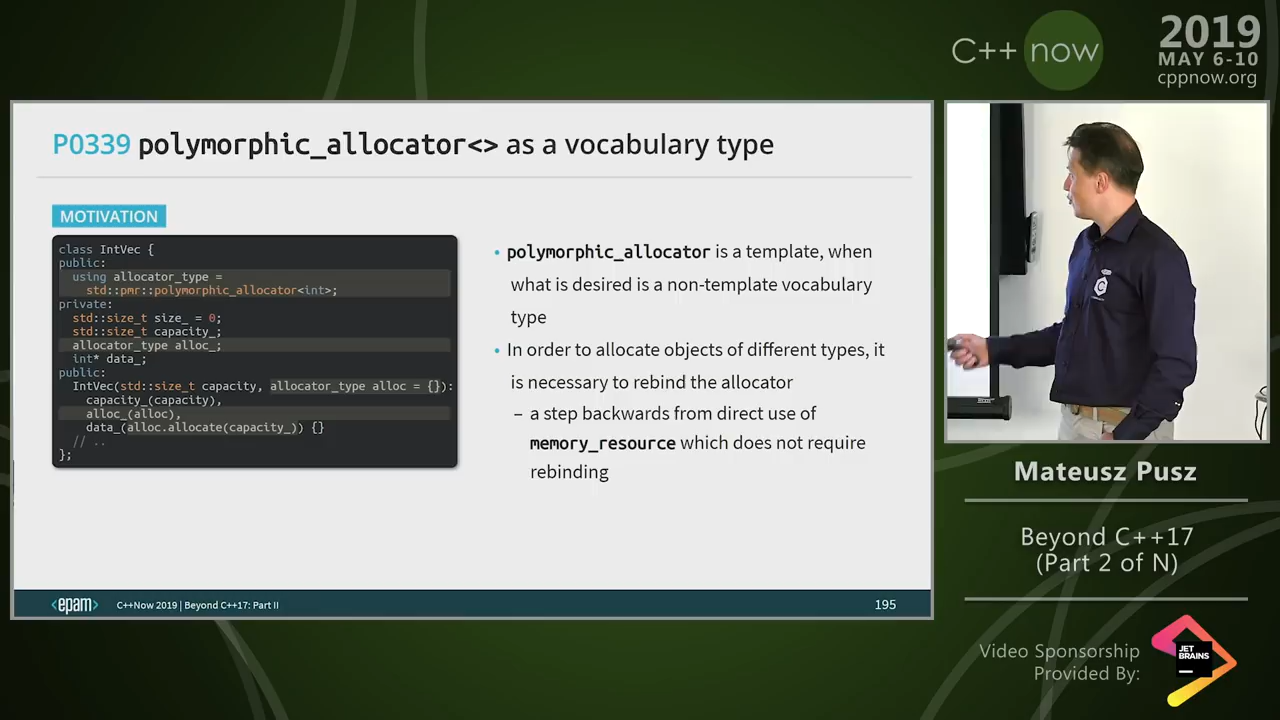 C++ now
2019
MAY 6-10
cppnow.org
P0339 polymorphic_allocator<> as a vocabulary type
MOTIVATION
class IntVec {
public:
  using allocator_type =
    std::pmr::polymorphic_allocator<int>;
private:
  std::size_t size_ = 0;
  std::size_t capacity_;
  allocator_type alloc_;
  int* data_;
public:
  IntVec(std::size_t capacity, allocator_type alloc = {}):
    capacity_(capacity),
    alloc_(alloc),
    data_(alloc.allocate(capacity_)) {}
  // ..
};
• polymorphic_allocator is a template, when
what is desired is a non-template vocabulary
type
• In order to allocate objects of different types, it
is necessary to rebind the allocator
– a step backwards from direct use of
memory_resource which does not require
rebinding
<epam>
C++Now 2019 | Beyond C++17: Part II
195
Mateusz Pusz
Beyond C++17
(Part 2 of N)
Video Sponsorship
Provided By:
JET
BRAINS